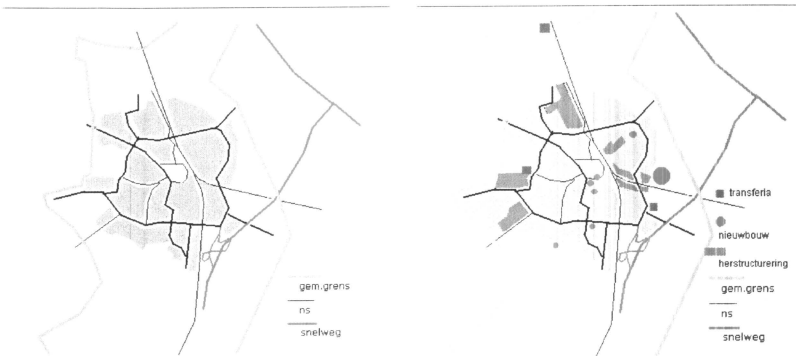 gem.grens
ns
snelweg
transferia
nieuwbouw
herstructurering
gem.grens
ns
snelweg